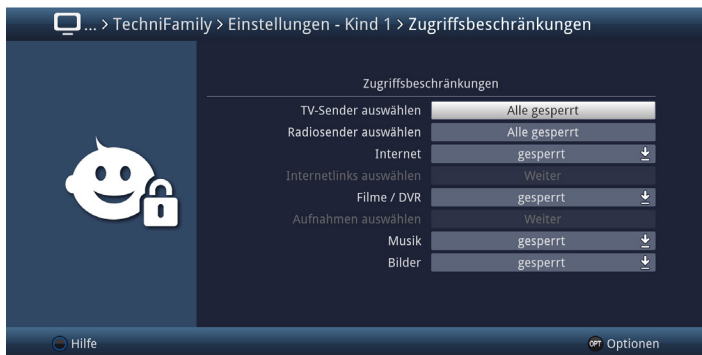 ... > TechniFamily > Einstellungen - Kind 1 > Zugriffsbeschränkungen
Zugriffsbeschränkungen
TV-Sender auswählen Alle gesperrt
Radiosender auswählen Alle gesperrt
Internet gesperrt
Internetlinks auswählen Weiter
Filme / DVR gesperrt
Aufnahmen auswählen Weiter
Musik gesperrt
Bilder gesperrt
Hilfe OPT Optionen